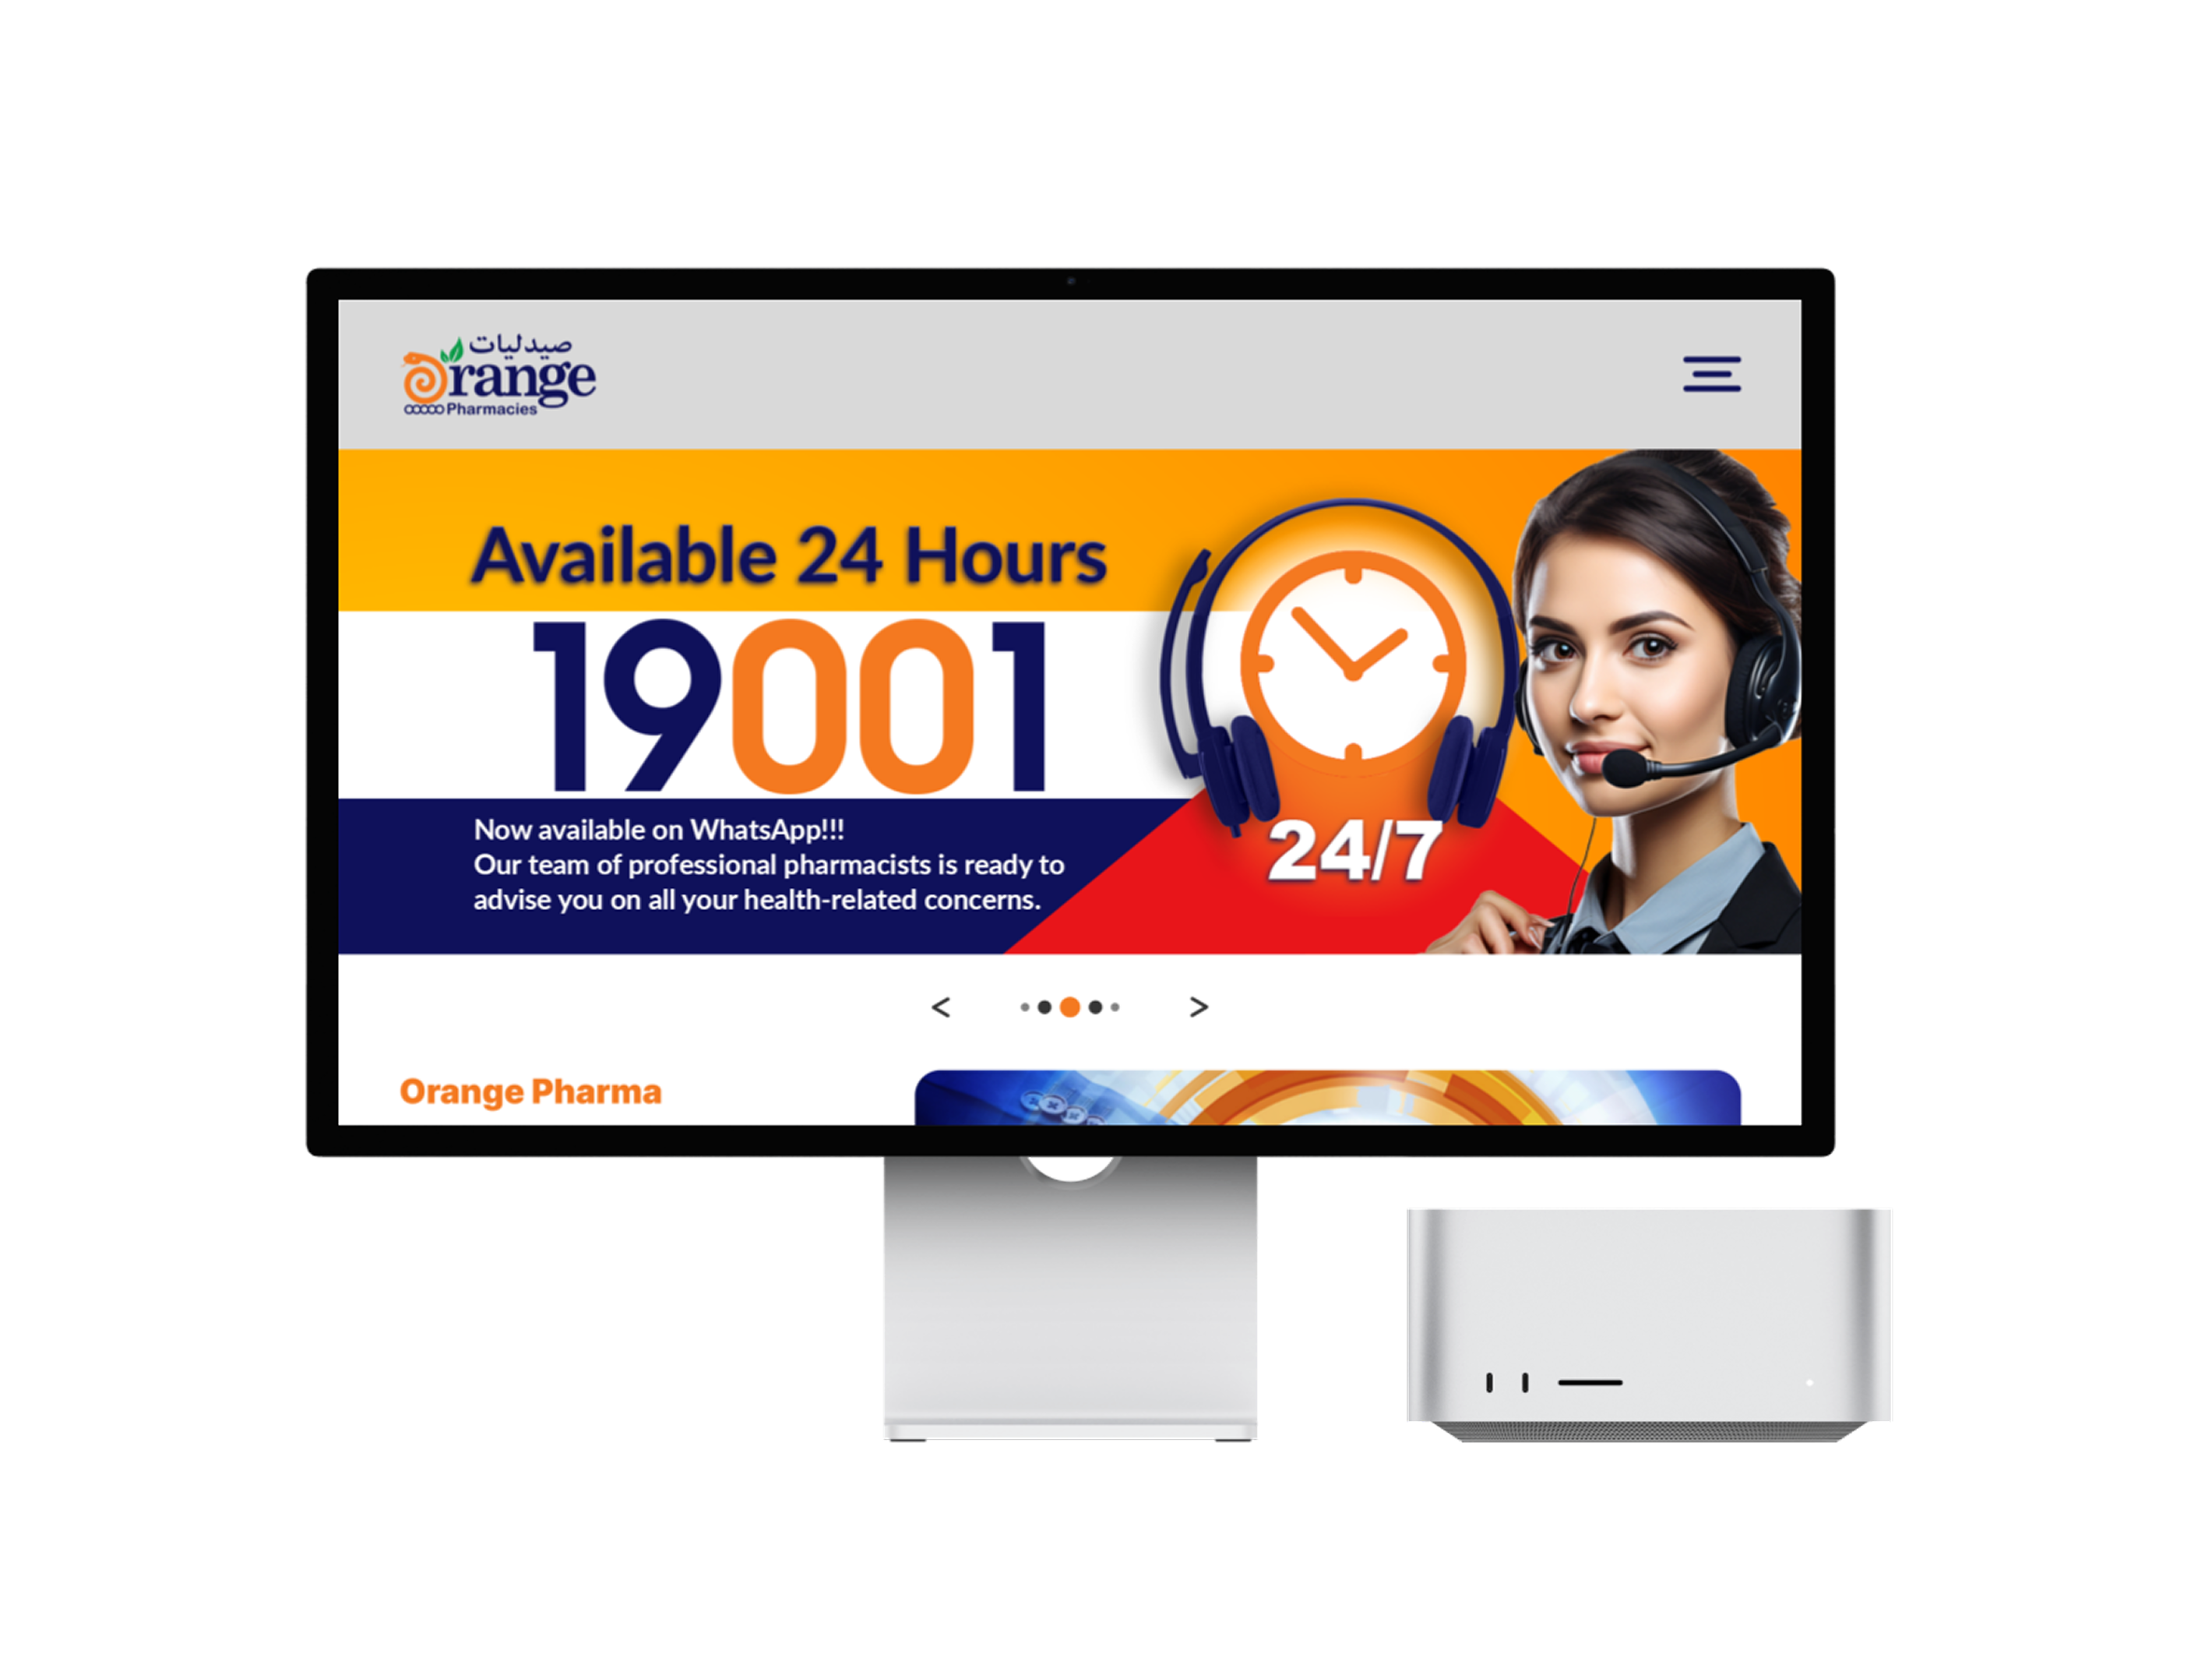 صيدليات
Orange
Pharmacies
Available 24 Hours
19001
Now available on WhatsApp!!!
Our team of professional pharmacists is ready to
advise you on all your health-related concerns.
24/7
< >
Orange Pharma